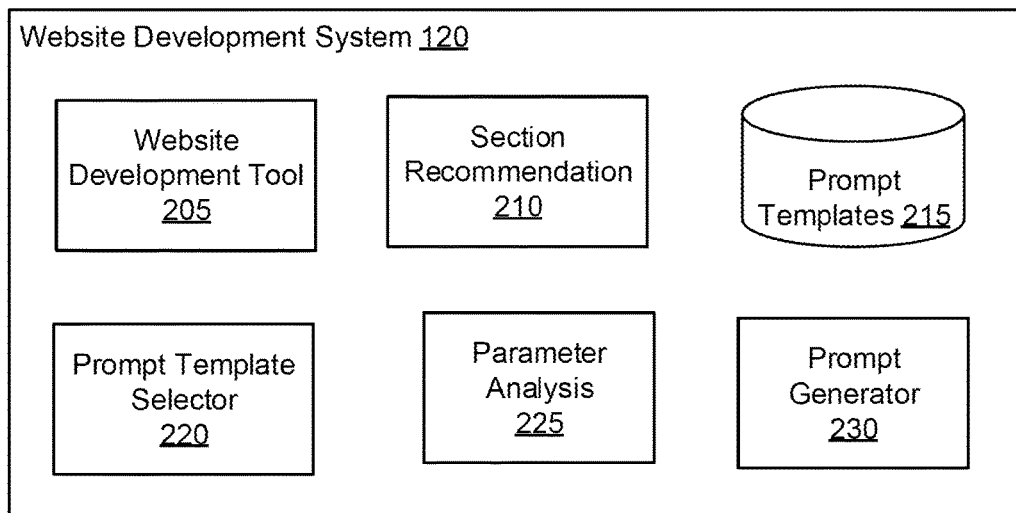 Website Development System 120
Website
Development Tool
205
Section
Recommendation
210
Prompt
Templates 215
Prompt Template
Selector
220
Parameter
Analysis
225
Prompt
Generator
230